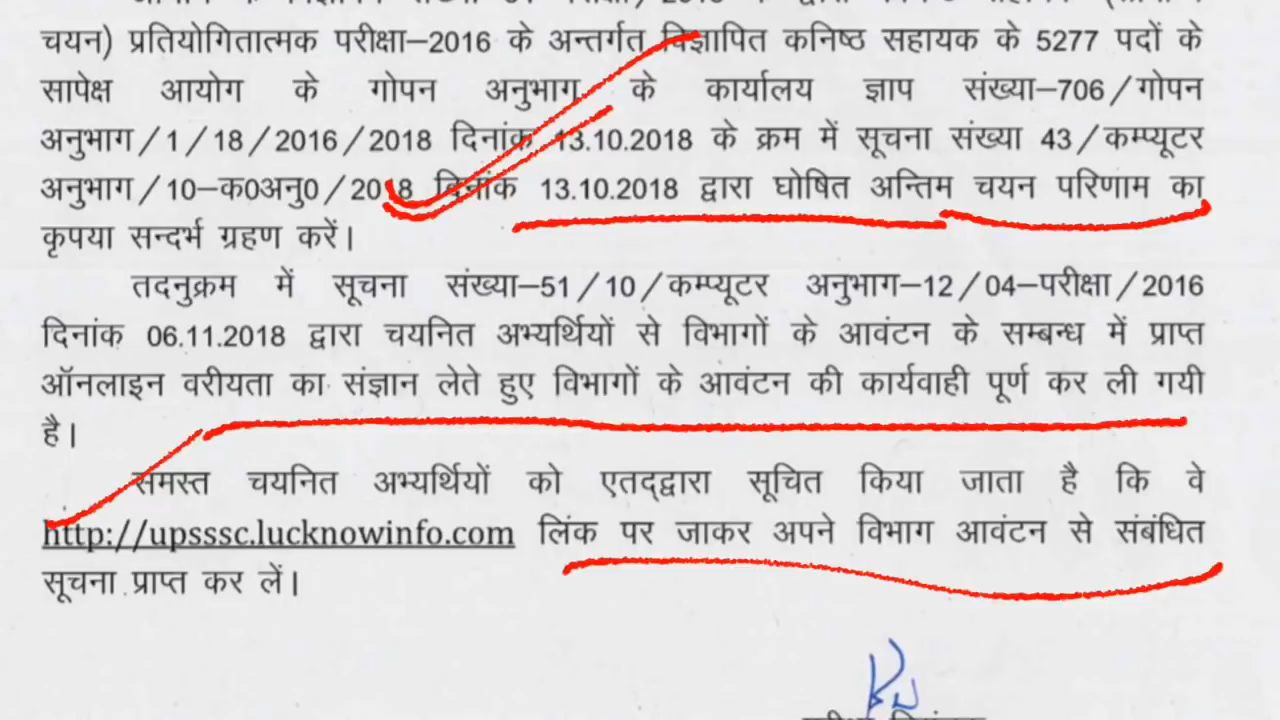 चयन) प्रतियोगितात्मक परीक्षा–2016 के अन्तर्गत विज्ञापित कनिष्ठ सहायक के 5277 पदों के
सापेक्ष आयोग के गोपन अनुभाग के कार्यालय ज्ञाप संख्या–706/गोपन
अनुभाग/1/18/2016/2018 दिनांक 13.10.2018 के क्रम में सूचना संख्या 43/कम्प्यूटर
अनुभाग/10–क0अनु0/2018 दिनांक 13.10.2018 द्वारा घोषित अन्तिम चयन परिणाम का
कृपया सन्दर्भ ग्रहण करें।
तदनुक्रम में सूचना संख्या–51/10/कम्प्यूटर अनुभाग–12/04–परीक्षा/2016
दिनांक 06.11.2018 द्वारा चयनित अभ्यर्थियों से विभागों के आवंटन के सम्बन्ध में प्राप्त
ऑनलाइन वरीयता का संज्ञान लेते हुए विभागों के आवंटन की कार्यवाही पूर्ण कर ली गयी
है।
समस्त चयनित अभ्यर्थियों को एतद्द्वारा सूचित किया जाता है कि वे
http://upsssc.lucknowinfo.com लिंक पर जाकर अपने विभाग आवंटन से संबंधित
सूचना प्राप्त कर लें।